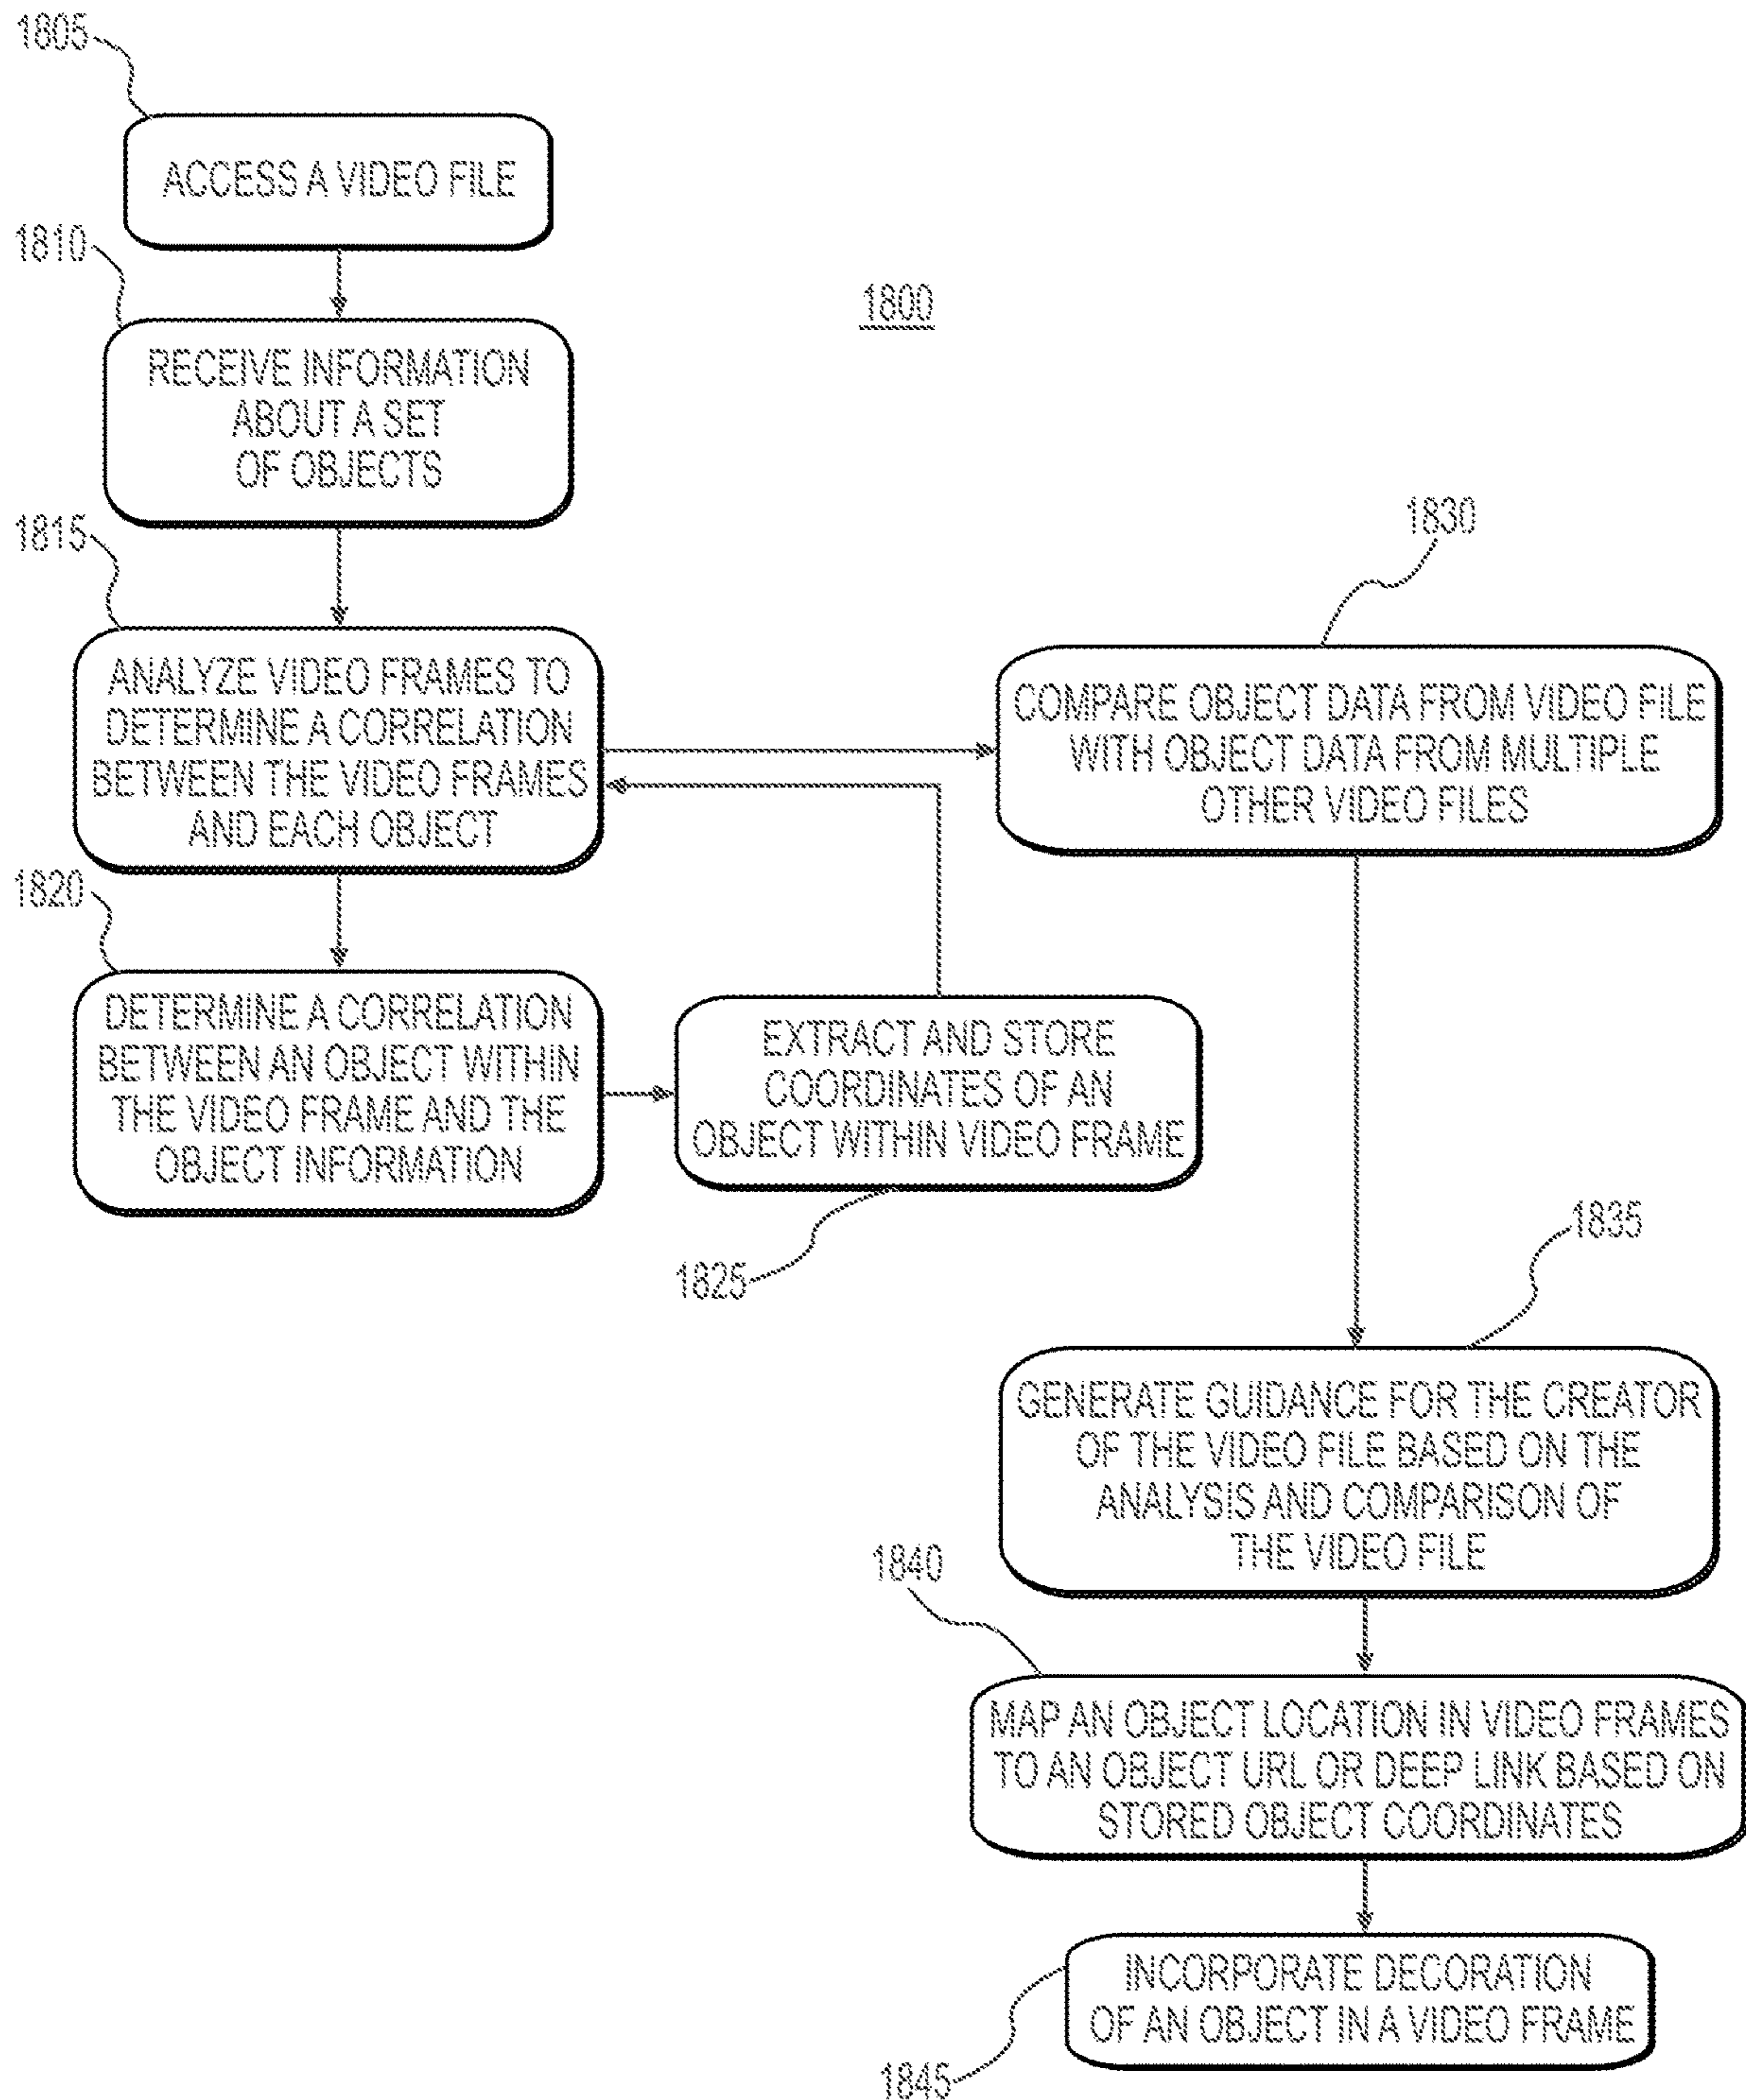 1805
ACCESS A VIDEO FILE
1810
1800
RECEIVE INFORMATION
ABOUT A SET
OF OBJECTS
1815
ANALYZE VIDEO FRAMES TO
DETERMINE A CORRELATION
BETWEEN THE VIDEO FRAMES
AND EACH OBJECT
1830
COMPARE OBJECT DATA FROM VIDEO FILE
WITH OBJECT DATA FROM MULTIPLE
OTHER VIDEO FILES
1820
DETERMINE A CORRELATION
BETWEEN AN OBJECT WITHIN
THE VIDEO FRAME AND THE
OBJECT INFORMATION
EXTRACT AND STORE
COORDINATES OF AN
OBJECT WITHIN VIDEO FRAME
1825
1835
GENERATE GUIDANCE FOR THE CREATOR
OF THE VIDEO FILE BASED ON THE
ANALYSIS AND COMPARISON OF
THE VIDEO FILE
1840
MAP AN OBJECT LOCATION IN VIDEO FRAMES
TO AN OBJECT URL OR DEEP LINK BASED ON
STORED OBJECT COORDINATES
INCORPORATE DECORATION
OF AN OBJECT IN A VIDEO FRAME
1845